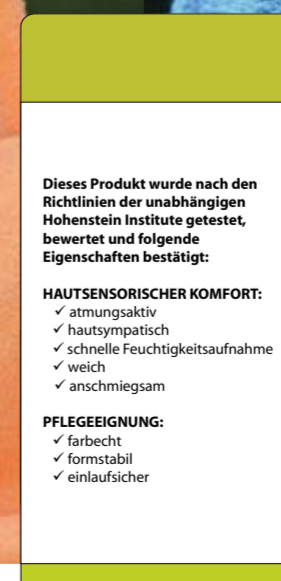 Dieses Produkt wurde nach den
Richtlinien der unabhängigen
Hohenstein Institute getestet,
bewertet und folgende
Eigenschaften bestätigt:
HAUTSENSORISCHER KOMFORT:
✓ atmungsaktiv
✓ hautsympatisch
✓ schnelle Feuchtigkeitsaufnahme
✓ weich
✓ anschmiegsam
PFLEGEEIGNUNG:
✓ farbecht
✓ formstabil
✓ einlaufsicher